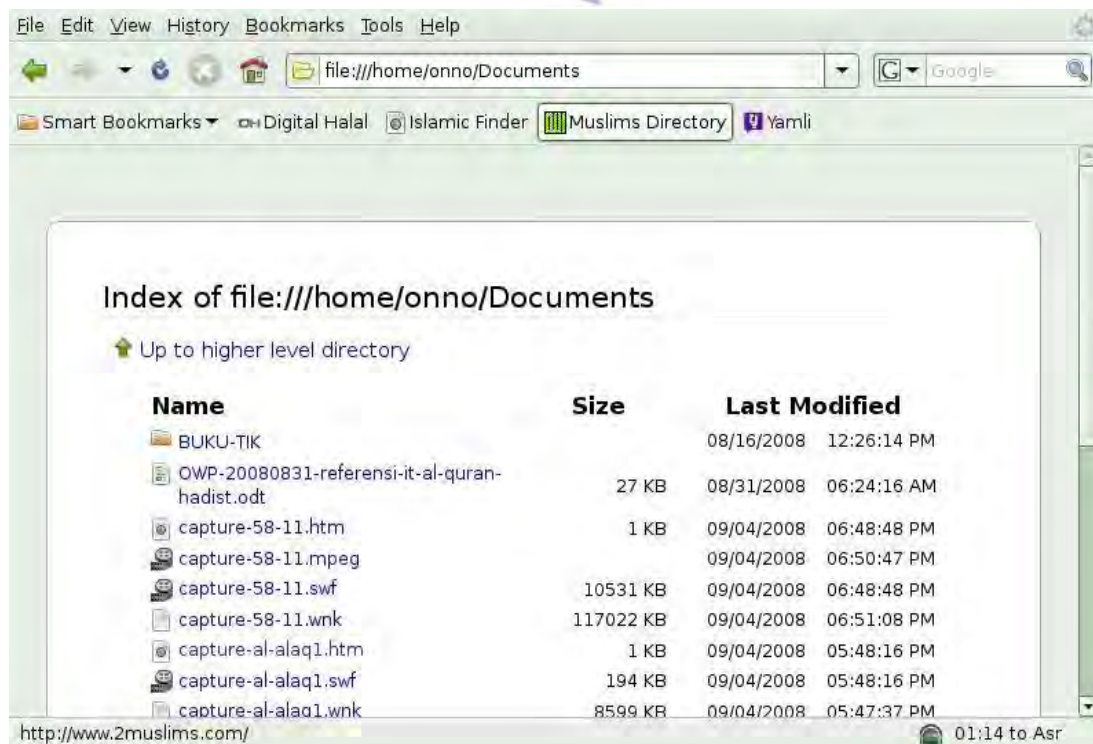 File Edit View History Bookmarks Tools Help
file:///home/onno/Documents G Google
Smart Bookmarks DH Digital Halal Islamic Finder Muslims Directory Yamli
Index of file:///home/onno/Documents
Up to higher level directory
Name Size Last Modified
BUKU-TIK 08/16/2008 12:26:14 PM
OWP-20080831-referensi-it-al-quran-
hadist.odt 27 KB 08/31/2008 06:24:16 AM
capture-58-11.htm 1 KB 09/04/2008 06:48:48 PM
capture-58-11.mpeg 09/04/2008 06:50:47 PM
capture-58-11.swf 10531 KB 09/04/2008 06:48:48 PM
capture-58-11.wnk 117022 KB 09/04/2008 06:51:08 PM
capture-al-alaq1.htm 1 KB 09/04/2008 05:48:16 PM
capture-al-alaq1.swf 194 KB 09/04/2008 05:48:16 PM
capture-al-alaq1.wnk 8599 KB 09/04/2008 05:47:37 PM
http://www.2muslims.com/ 01:14 to Asr